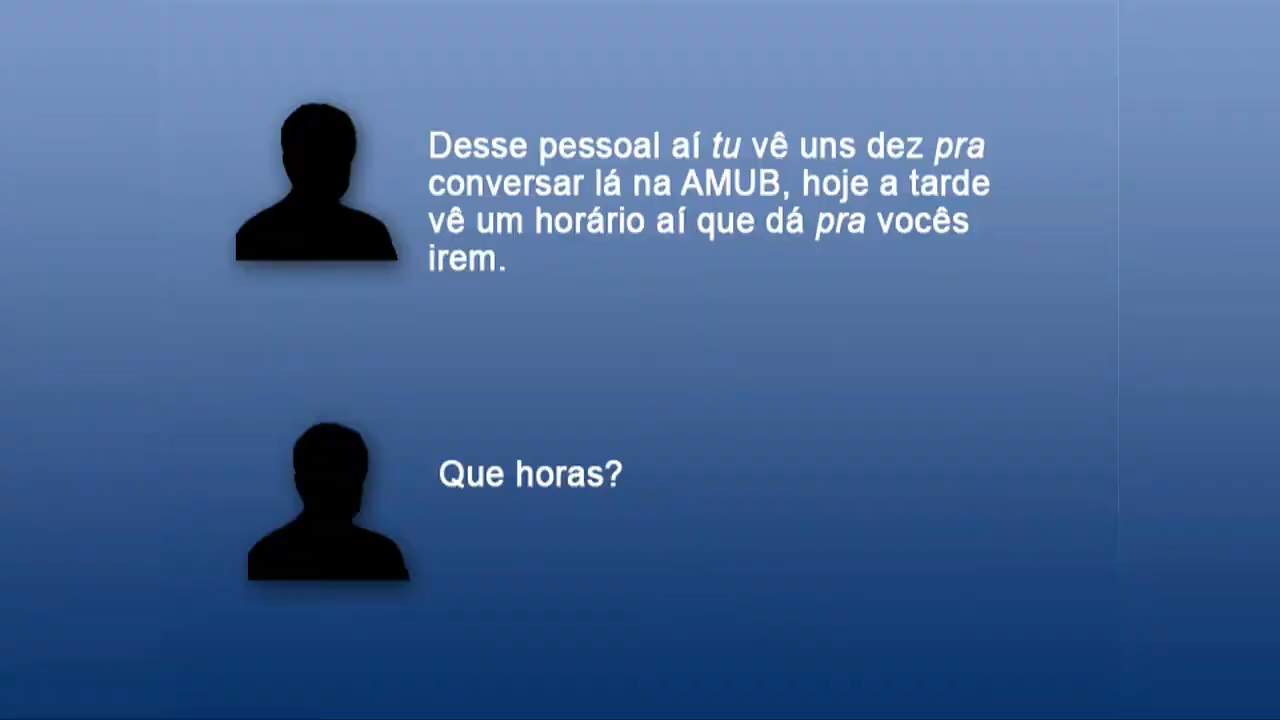 Desse pessoal aí tu vê uns dez pra
conversar lá na AMUB, hoje a tarde
vê um horário aí que dá pra vocês
irem.
Que horas?